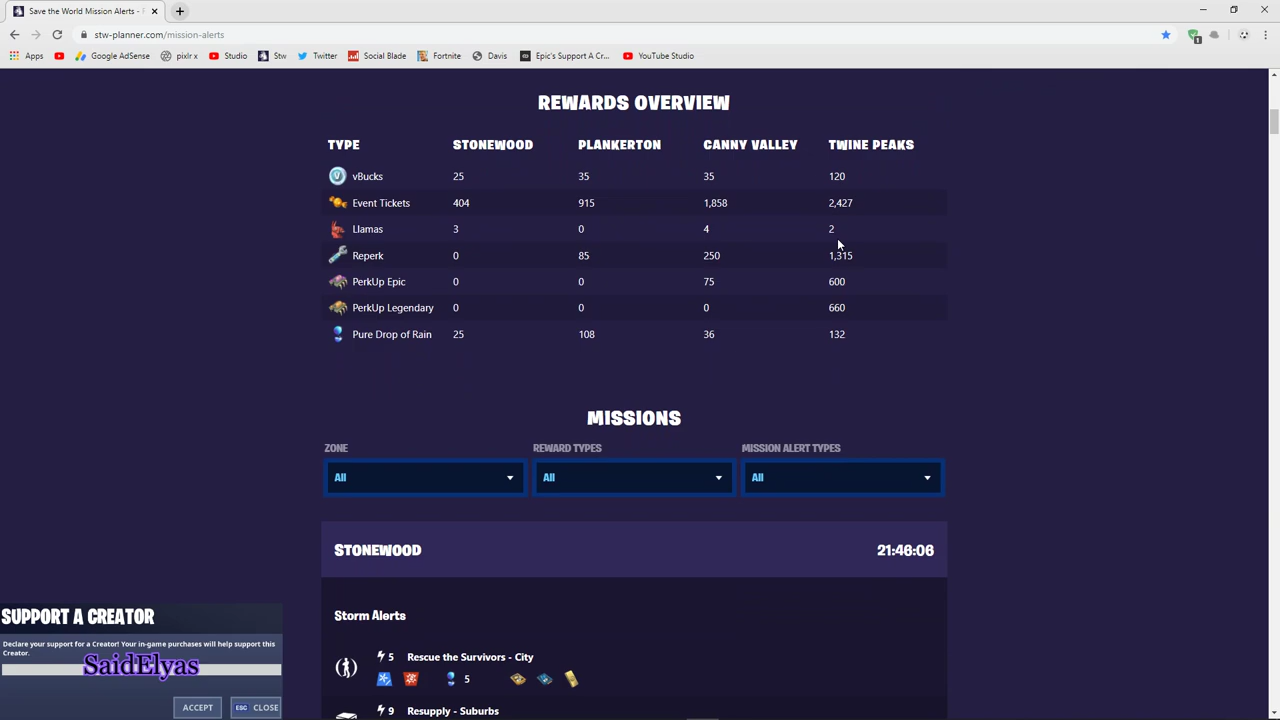 Save the World Mission Alerts - F
stw-planner.com/mission-alerts
Apps Google AdSense pixlr x Studio Stw Twitter Social Blade Fortnite Davis Epic's Support A Cr... YouTube Studio
REWARDS OVERVIEW
TYPE STONEWOOD PLANKERTON CANNY VALLEY TWINE PEAKS
vBucks 25 35 35 120
Event Tickets 404 915 1,858 2,427
Llamas 3 0 4 2
Reperk 0 85 250 1,315
PerkUp Epic 0 0 75 600
PerkUp Legendary 0 0 0 660
Pure Drop of Rain 25 108 36 132
MISSIONS
ZONE REWARD TYPES MISSION ALERT TYPES
All All All
STONEWOOD 21:46:06
Storm Alerts
5 Rescue the Survivors - City
5
9 Resupply - Suburbs
SUPPORT A CREATOR
Declare your support for a Creator! Your in-game purchases will help support this
Creator.
SaidElyas
ACCEPT ESC CLOSE